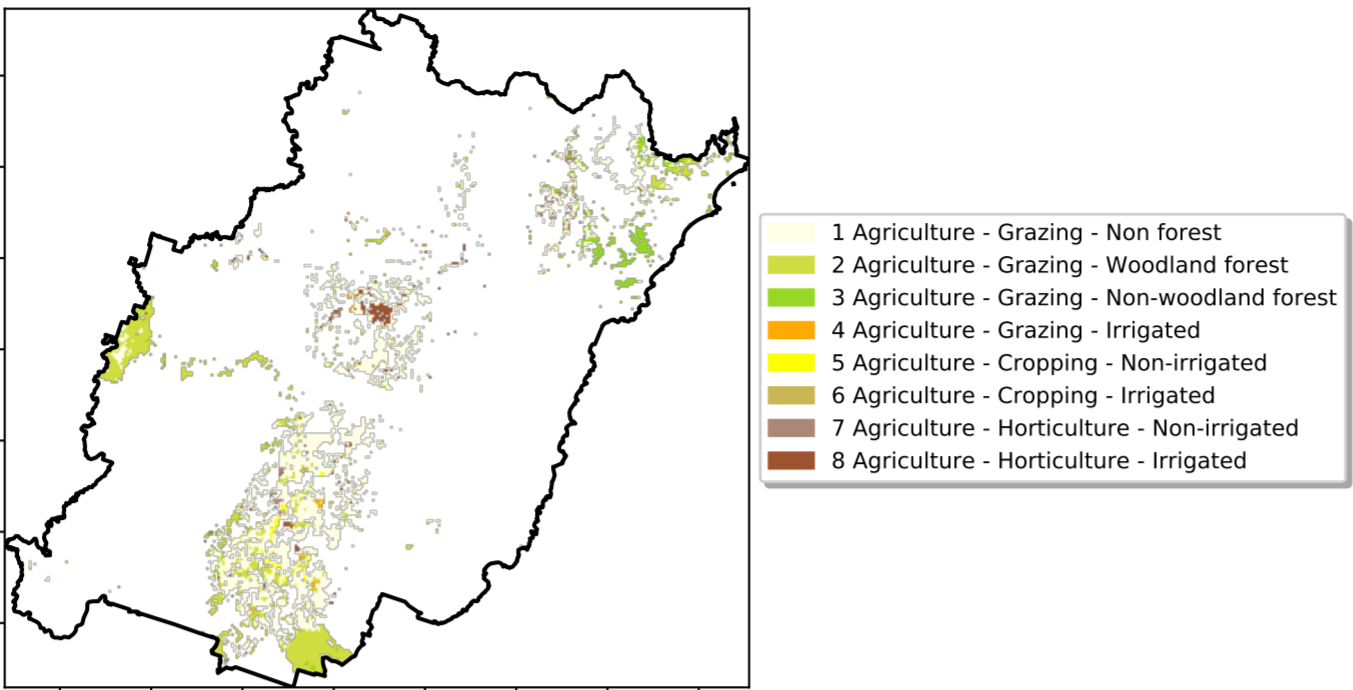 1 Agriculture - Grazing - Non forest
2 Agriculture - Grazing - Woodland forest
3 Agriculture - Grazing - Non-woodland forest
4 Agriculture - Grazing - Irrigated
5 Agriculture - Cropping - Non-irrigated
6 Agriculture - Cropping - Irrigated
7 Agriculture - Horticulture - Non-irrigated
8 Agriculture - Horticulture - Irrigated